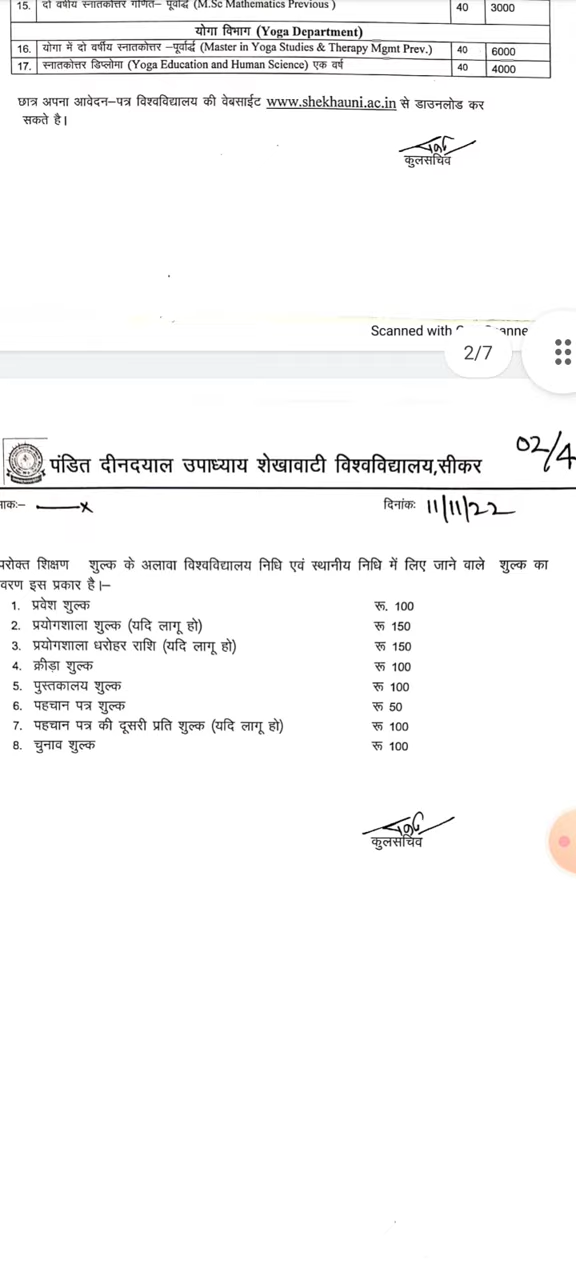 15. दो वर्षीय स्नातकोत्तर गणित– पूर्वार्द्ध (M.Sc Mathematics Previous ) 40 3000
योगा विभाग (Yoga Department)
16. योगा में दो वर्षीय स्नातकोत्तर –पूर्वार्द्ध (Master in Yoga Studies & Therapy Mgmt Prev.) 40 6000
17. स्नातकोत्तर डिप्लोमा (Yoga Education and Human Science) एक वर्ष 40 4000
छात्र अपना आवेदन–पत्र विश्वविद्यालय की वेबसाईट www.shekhauni.ac.in से डाउनलोड कर
सकते है।
कुलसचिव
Scanned with
2/7
02/4
पंडित दीनदयाल उपाध्याय शेखावाटी विश्वविद्यालय,सीकर
ाकः– —x दिनांकः 11/11/22
परोक्त शिक्षण शुल्क के अलावा विश्वविद्यालय निधि एवं स्थानीय निधि में लिए जाने वाले शुल्क का
वरण इस प्रकार है।–
1. प्रवेश शुल्क रू. 100
2. प्रयोगशाला शुल्क (यदि लागू हो) रू 150
3. प्रयोगशाला धरोहर राशि (यदि लागू हो) रू 150
4. क्रीड़ा शुल्क रू 100
5. पुस्तकालय शुल्क रू 100
6. पहचान पत्र शुल्क रू 50
7. पहचान पत्र की दूसरी प्रति शुल्क (यदि लागू हो) रू 100
8. चुनाव शुल्क रू 100
कुलसचिव